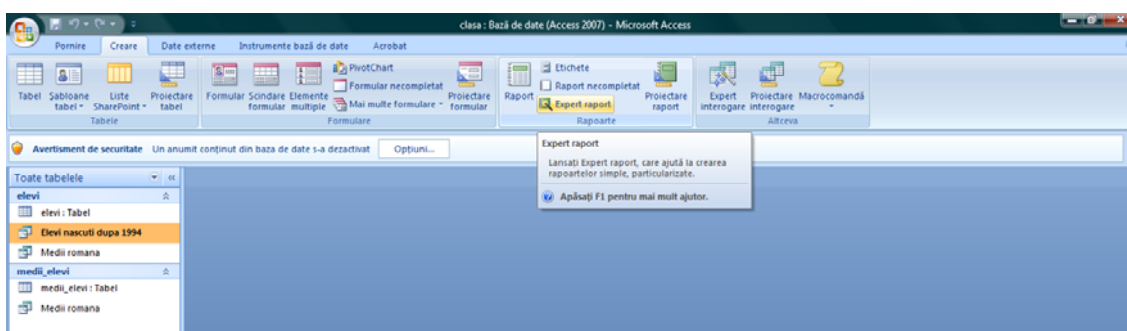 clasa : Bază de date (Access 2007) - Microsoft Access
Pornire Creare Date externe Instrumente bază de date Acrobat
Tabel
Șabloane tabel
Liste SharePoint
Proiectare tabel
Tabele
Formular
Scindare formular
Elemente multiple
PivotChart
Formular necompletat
Mai multe formulare
Proiectare formular
Formulare
Raport
Etichete
Raport necompletat
Expert raport
Proiectare raport
Rapoarte
Expert interogare
Proiectare interogare
Macrocomandă
Altceva
Avertisment de securitate Un anumit conținut din baza de date s-a dezactivat Opțiuni...
Expert raport
Lansați Expert raport, care ajută la crearea
rapoartelor simple, particularizate.
Apăsați F1 pentru mai mult ajutor.
Toate tabelele
elevi
elevi : Tabel
Elevi nascuti dupa 1994
Medii romana
medii_elevi
medii_elevi : Tabel
Medii romana